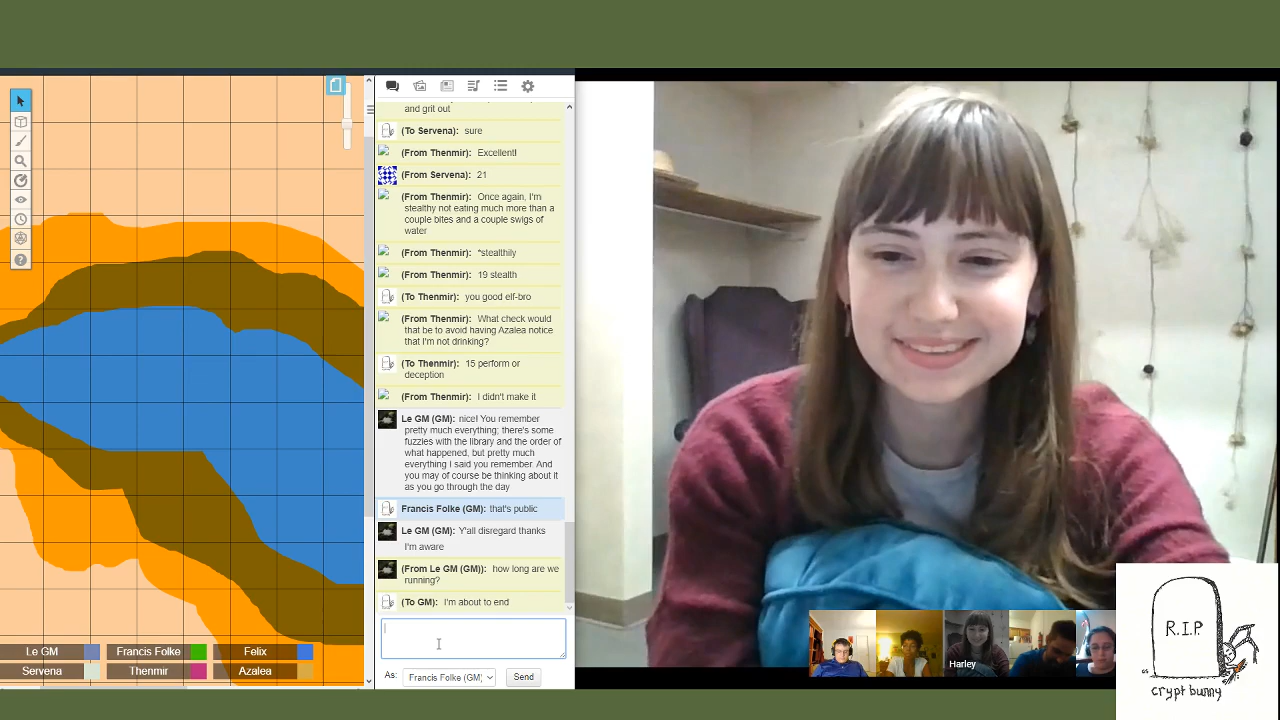 and grit out
(To Servena): sure
(From Thenmir): Excellent!
(From Servena): 21
(From Thenmir): Once again, I'm
stealthy not eating much more than a
couple bites and a couple swigs of
water
(From Thenmir): *stealthily
(From Thenmir): 19 stealth
(To Thenmir): you good elf-bro
(From Thenmir): What check would
that be to avoid having Azalea notice
that I'm not drinking?
(To Thenmir): 15 perform or
deception
(From Thenmir): I didn't make it
Le GM (GM): nice! You remember
pretty much everything; there's some
fuzzies with the library and the order of
what happened, but pretty much
everything I said you remember. And
you may of course be thinking about it
as you go through the day
Francis Folke (GM): that's public
Le GM (GM): Y'all disregard thanks
I'm aware
(From Le GM (GM)): how long are we
running?
(To GM): I'm about to end
As: Francis Folke (GM) Send
Le GM Francis Folke Felix
Servena Thenmir Azalea
Harley
R.I.P.
crypt bunny